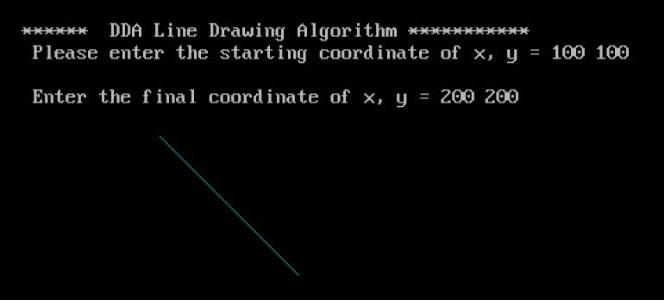 ****** DDA Line Drawing Algorithm ***********
Please enter the starting coordinate of x, y = 100 100
Enter the final coordinate of x, y = 200 200